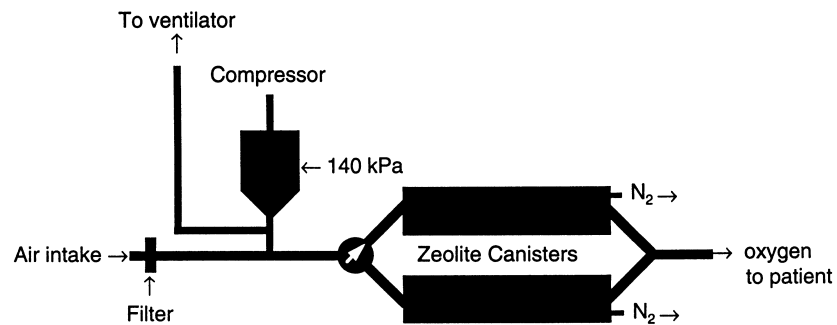 To ventilator
Compressor
← 140 kPa
N₂ →
Air intake →
Zeolite Canisters
→ oxygen
to patient
Filter
N₂ →